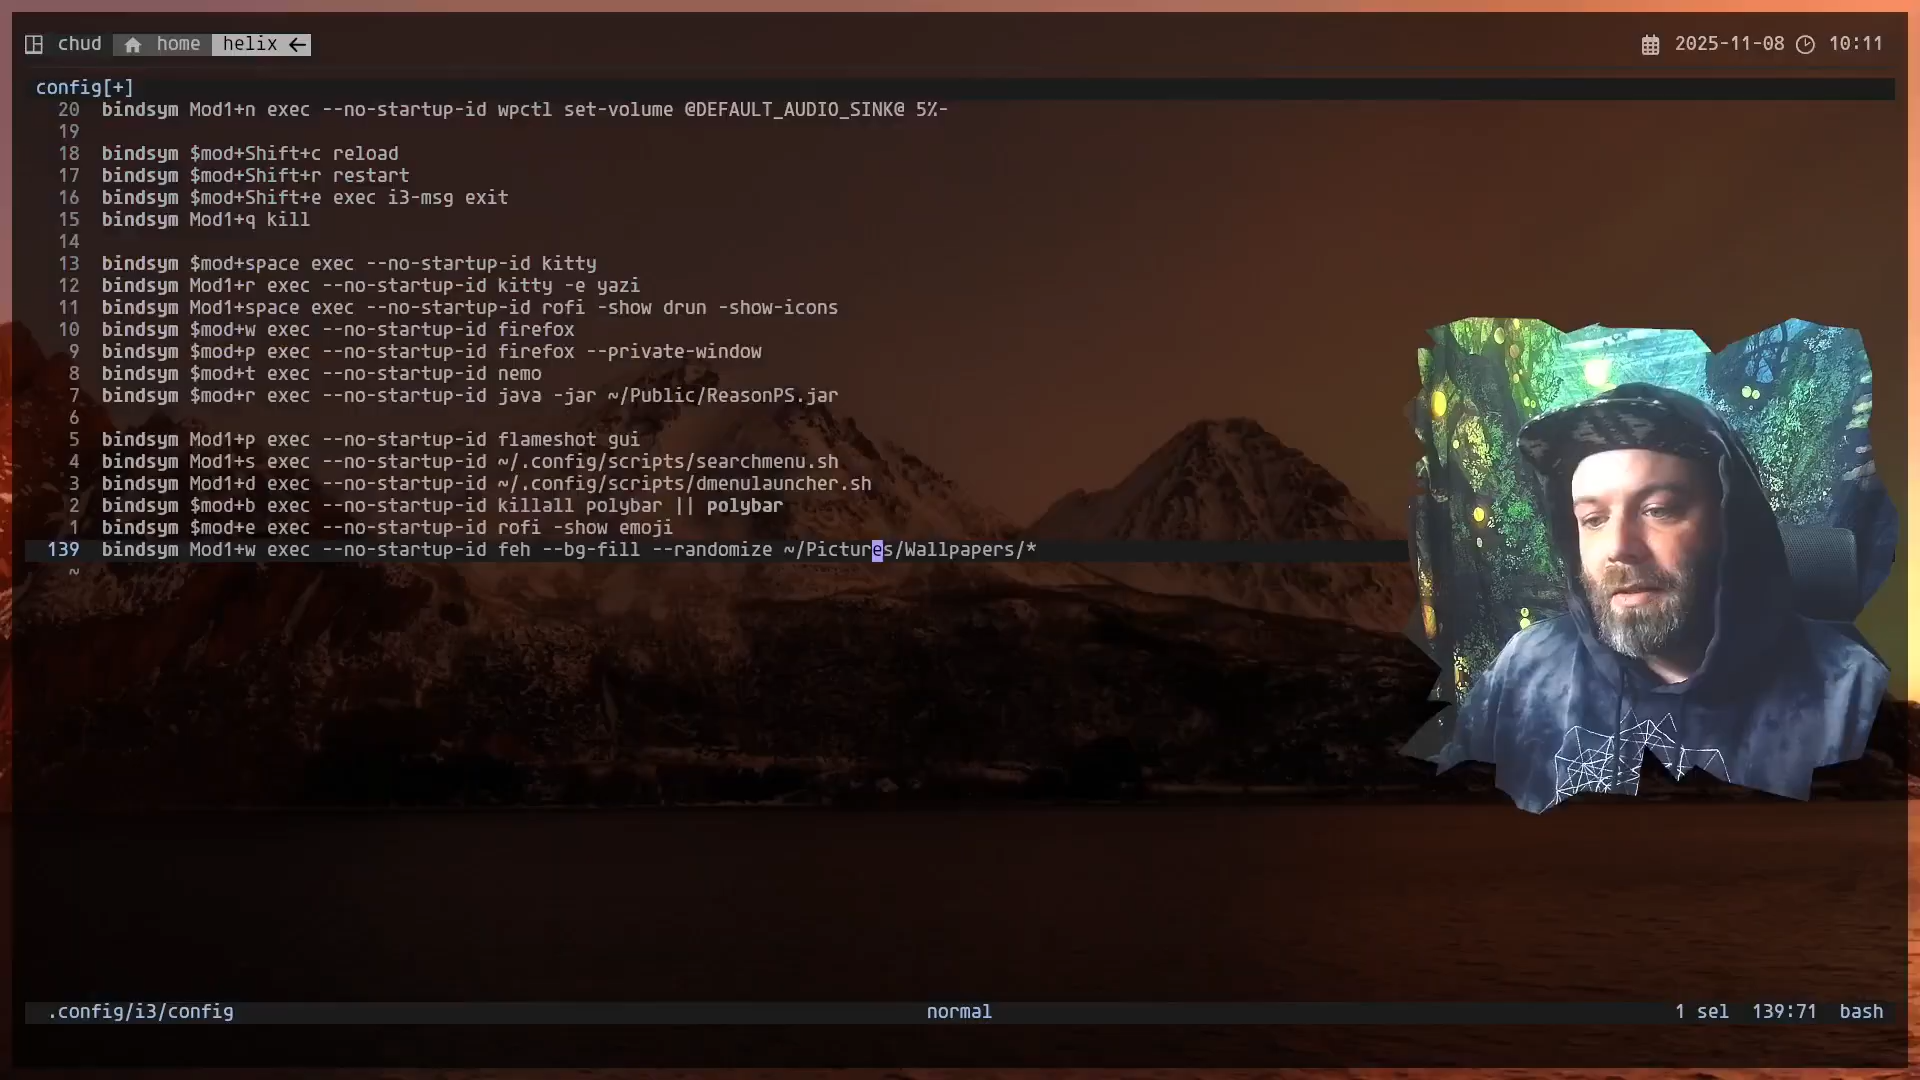 chud home helix ← 2025-11-08 10:11
config[+]
20 bindsym Mod1+n exec --no-startup-id wpctl set-volume @DEFAULT_AUDIO_SINK@ 5%-
19
18 bindsym $mod+Shift+c reload
17 bindsym $mod+Shift+r restart
16 bindsym $mod+Shift+e exec i3-msg exit
15 bindsym Mod1+q kill
14
13 bindsym $mod+space exec --no-startup-id kitty
12 bindsym Mod1+r exec --no-startup-id kitty -e yazi
11 bindsym Mod1+space exec --no-startup-id rofi -show drun -show-icons
10 bindsym $mod+w exec --no-startup-id firefox
9 bindsym $mod+p exec --no-startup-id firefox --private-window
8 bindsym $mod+t exec --no-startup-id nemo
7 bindsym $mod+r exec --no-startup-id java -jar ~/Public/ReasonPS.jar
6
5 bindsym Mod1+p exec --no-startup-id flameshot gui
4 bindsym Mod1+s exec --no-startup-id ~/.config/scripts/searchmenu.sh
3 bindsym Mod1+d exec --no-startup-id ~/.config/scripts/dmenulauncher.sh
2 bindsym $mod+b exec --no-startup-id killall polybar || polybar
1 bindsym $mod+e exec --no-startup-id rofi -show emoji
139 bindsym Mod1+w exec --no-startup-id feh --bg-fill --randomize ~/Pictures/Wallpapers/*
~
.config/i3/config normal 1 sel 139:71 bash